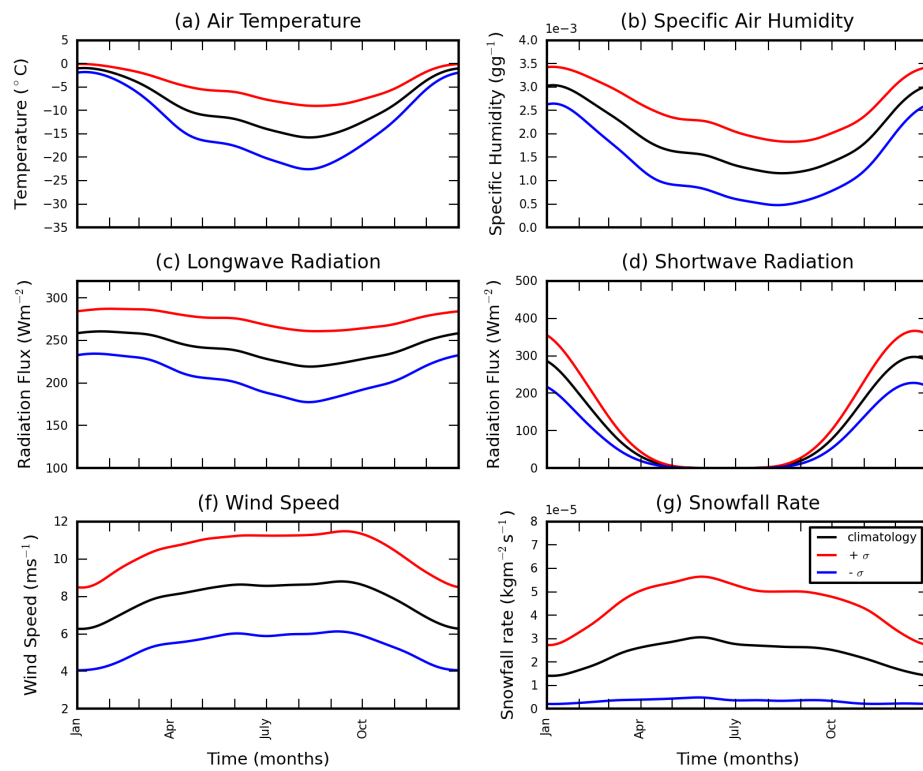 (a) Air Temperature
Temperature (°C)
5
0
−5
−10
−15
−20
−25
−30
−35
(b) Specific Air Humidity
1e−3
Specific Humidity (gg⁻¹)
4.0
3.5
3.0
2.5
2.0
1.5
1.0
0.5
0.0
(c) Longwave Radiation
Radiation Flux (Wm⁻²)
300
250
200
150
100
(d) Shortwave Radiation
Radiation Flux (Wm⁻²)
500
400
300
200
100
0
(f) Wind Speed
Wind Speed (ms⁻¹)
12
10
8
6
4
2
Jan
Apr
July
Oct
Time (months)
(g) Snowfall Rate
1e−5
Snowfall rate (kgm⁻²s⁻¹)
8
7
6
5
4
3
2
1
0
climatology
+ σ
- σ
Jan
Apr
July
Oct
Time (months)